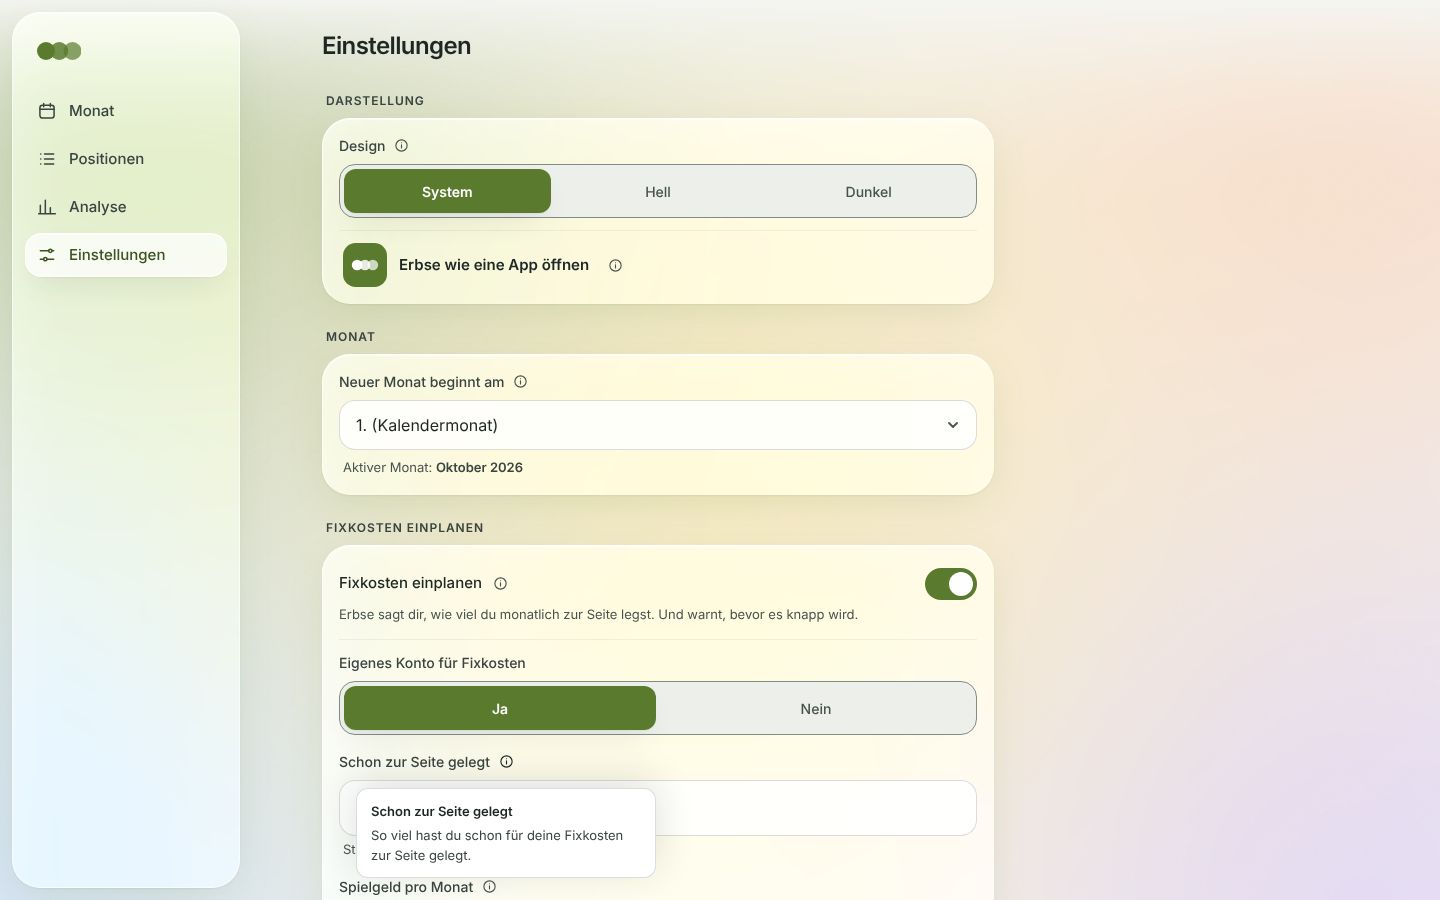 Einstellungen
Monat
Positionen
Analyse
Einstellungen
DARSTELLUNG
Design
System
Hell
Dunkel
Erbse wie eine App öffnen
MONAT
Neuer Monat beginnt am
1. (Kalendermonat)
Aktiver Monat: Oktober 2026
FIXKOSTEN EINPLANEN
Fixkosten einplanen
Erbse sagt dir, wie viel du monatlich zur Seite legst. Und warnt, bevor es knapp wird.
Eigenes Konto für Fixkosten
Ja
Nein
Schon zur Seite gelegt
Schon zur Seite gelegt
So viel hast du schon für deine Fixkosten
zur Seite gelegt.
Spielgeld pro Monat